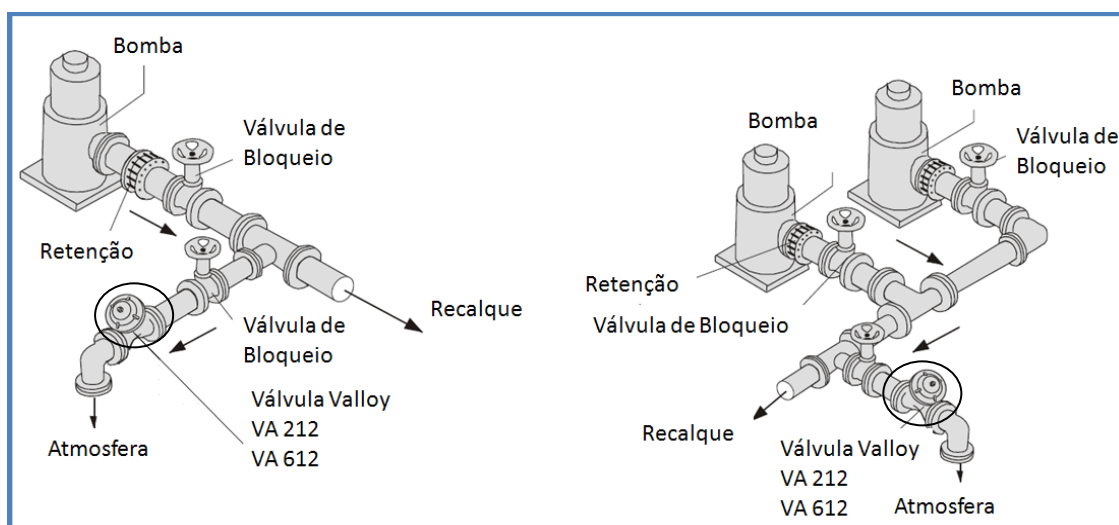 Bomba
Válvula de
Bloqueio
Retenção
Recalque
Válvula de
Bloqueio
Válvula Valloy
VA 212
VA 612
Atmosfera
Bomba
Bomba
Válvula de
Bloqueio
Retenção
Válvula de Bloqueio
Recalque
Válvula Valloy
VA 212
VA 612
Atmosfera